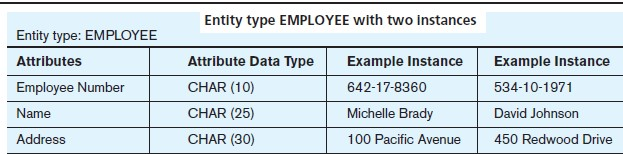 Entity type EMPLOYEE with two instances
Entity type: EMPLOYEE
Attributes Attribute Data Type Example Instance Example Instance
Employee Number CHAR (10) 642-17-8360 534-10-1971
Name CHAR (25) Michelle Brady David Johnson
Address CHAR (30) 100 Pacific Avenue 450 Redwood Drive